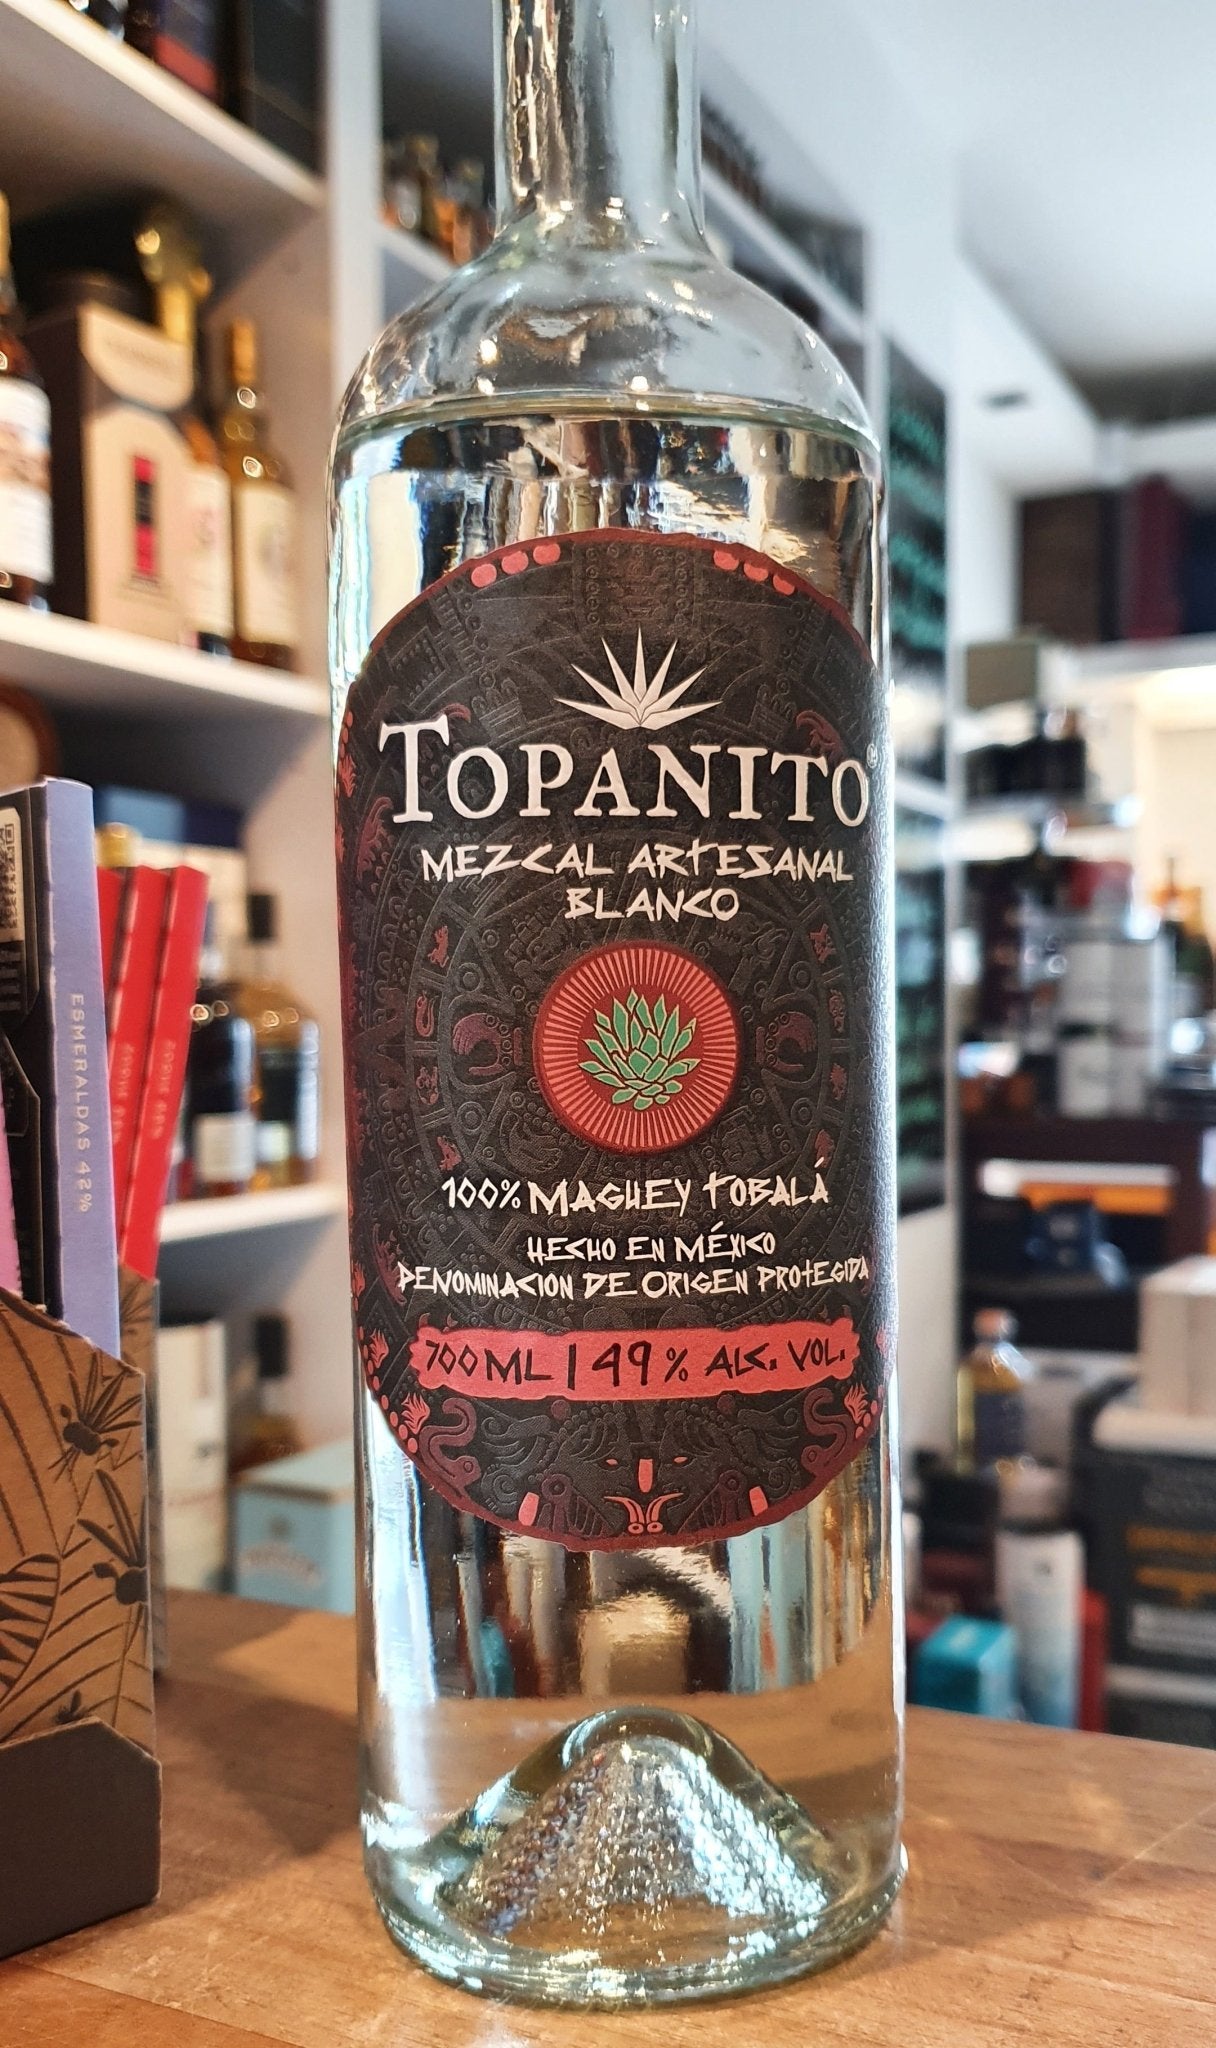 TOPANITO®
MEZCAL ARTESANAL
BLANCO
100% MAGUEY TOBALÁ
HECHO EN MÉXICO
DENOMINACION DE ORIGEN PROTEGIDA
700 ML | 49% ALC. VOL.
ESMERALDAS 42%